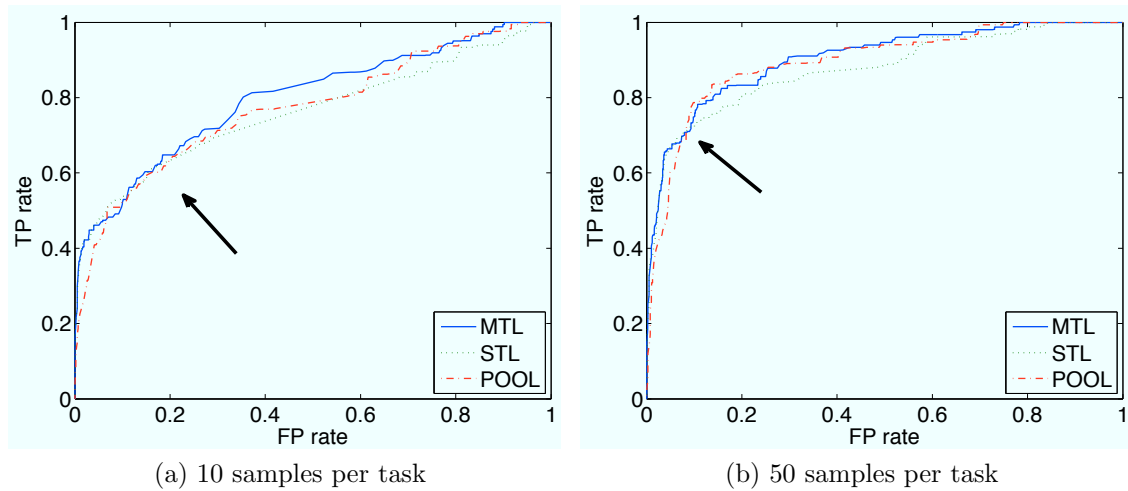 1
0.8
0.6
0.4
0.2
0
0 0.2 0.4 0.6 0.8 1
TP rate
FP rate
MTL
STL
POOL
(a) 10 samples per task
1
0.8
0.6
0.4
0.2
0
0 0.2 0.4 0.6 0.8 1
TP rate
FP rate
MTL
STL
POOL
(b) 50 samples per task